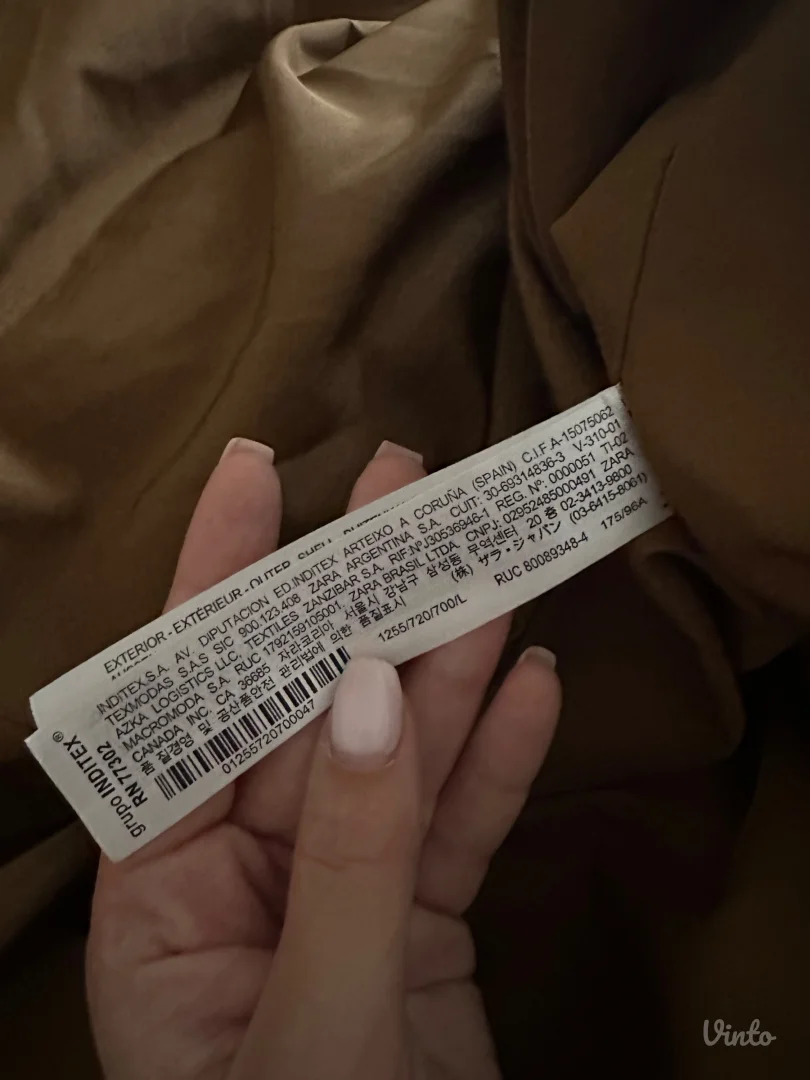 EXTERIOR - EXTÉRIEUR - OUTER SHELL
INDITEX.S.A. AV. DIPUTACION ED.INDITEX ARTEIXO A CORUÑA (SPAIN) C.I.F.A-15075062
TEXMODAS S.A.S SIC 900.123.408 ZARA ARGENTINA S.A. CUIT: 30-69314836-3 V-310-01
AZKA LOGISTICS LLC, TEXTILES ZANZIBAR S.A. RIF:NºJ30536946-1 REG. Nº: 0000051 TI-02
MACROMODA S.A. RUC 1792159105001, ZARA BRASIL LTDA, CNPJ: 02952485000491 ZARA
CANADA INC. CA 36685 자라코리아 서울시 강남구 삼성동 무역센터 20 층 02-3413-9800
품 질경영 및 공산품안전 관리법에 의한 품질표시 (株) ザラ・ジャパン (03-6415-8061)
1255/720/700/L RUC 80089348-4 175/96A
01255720700047
grupo INDITEX®
RN 77302
Vinto